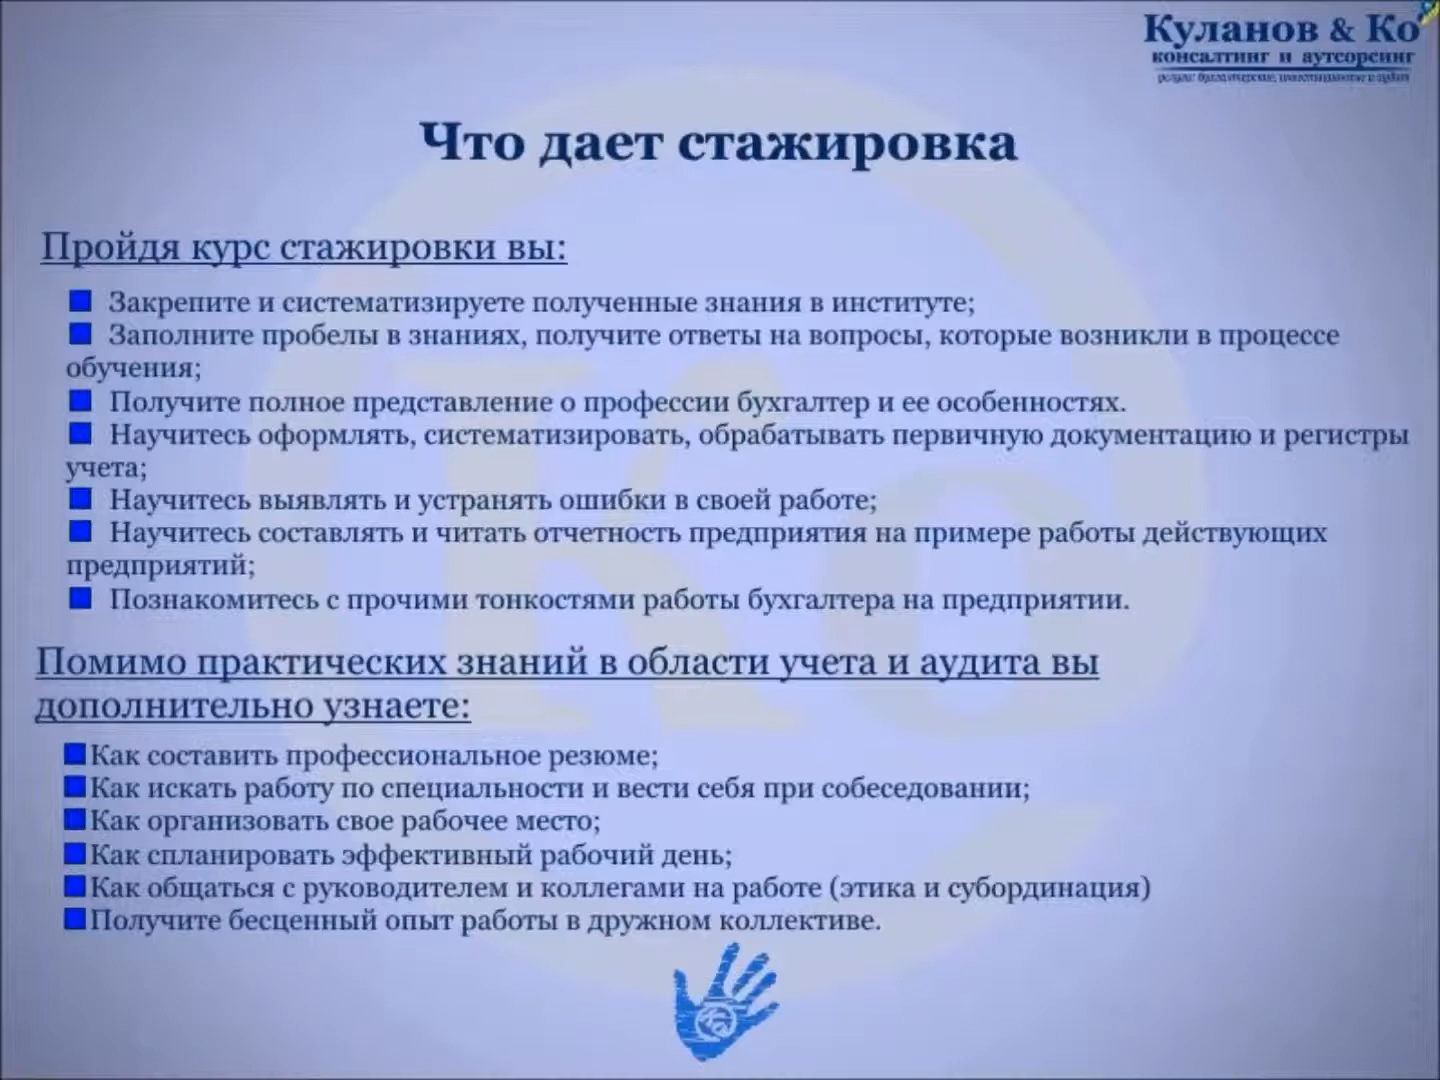 Куланов & Ко
консалтинг и аутсорсинг
Что дает стажировка
Пройдя курс стажировки вы:
Закрепите и систематизируете полученные знания в институте;
Заполните пробелы в знаниях, получите ответы на вопросы, которые возникли в процессе
обучения;
Получите полное представление о профессии бухгалтер и ее особенностях.
Научитесь оформлять, систематизировать, обрабатывать первичную документацию и регистры
учета;
Научитесь выявлять и устранять ошибки в своей работе;
Научитесь составлять и читать отчетность предприятия на примере работы действующих
предприятий;
Познакомитесь с прочими тонкостями работы бухгалтера на предприятии.
Помимо практических знаний в области учета и аудита вы
дополнительно узнаете:
Как составить профессиональное резюме;
Как искать работу по специальности и вести себя при собеседовании;
Как организовать свое рабочее место;
Как спланировать эффективный рабочий день;
Как общаться с руководителем и коллегами на работе (этика и субординация)
Получите бесценный опыт работы в дружном коллективе.